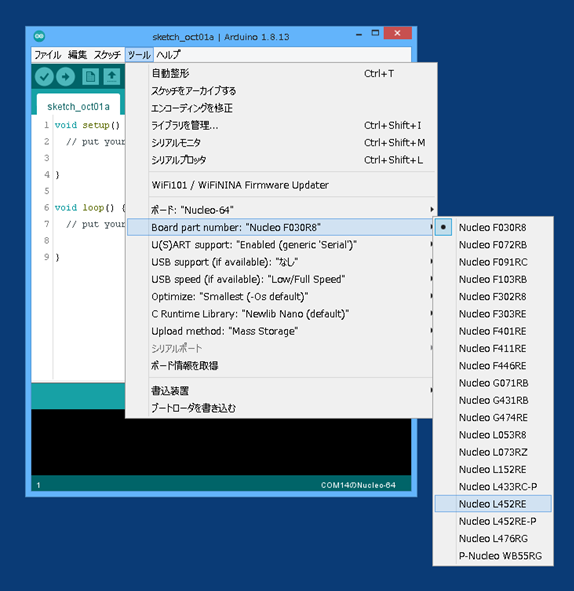 sketch_oct01a | Arduino 1.8.13
ファイル 編集 スケッチ ツール ヘルプ
sketch_oct01a
1 void setup()
2 // put your
3
4 }
5
6 void loop() {
7 // put your
8
9 }
自動整形 Ctrl+T
スケッチをアーカイブする
エンコーディングを修正
ライブラリを管理... Ctrl+Shift+I
シリアルモニタ Ctrl+Shift+M
シリアルプロッタ Ctrl+Shift+L
WiFi101 / WiFiNINA Firmware Updater
ボード: "Nucleo-64"
Board part number: "Nucleo F030R8"
U(S)ART support: "Enabled (generic 'Serial')"
USB support (if available): "なし"
USB speed (if available): "Low/Full Speed"
Optimize: "Smallest (-Os default)"
C Runtime Library: "Newlib Nano (default)"
Upload method: "Mass Storage"
シリアルポート
ボード情報を取得
書込装置
ブートローダを書き込む
Nucleo F030R8
Nucleo F072RB
Nucleo F091RC
Nucleo F103RB
Nucleo F302R8
Nucleo F303RE
Nucleo F401RE
Nucleo F411RE
Nucleo F446RE
Nucleo G071RB
Nucleo G431RB
Nucleo G474RE
Nucleo L053R8
Nucleo L073RZ
Nucleo L152RE
Nucleo L433RC-P
Nucleo L452RE
Nucleo L452RE-P
Nucleo L476RG
P-Nucleo WB55RG
1 COM14のNucleo-64